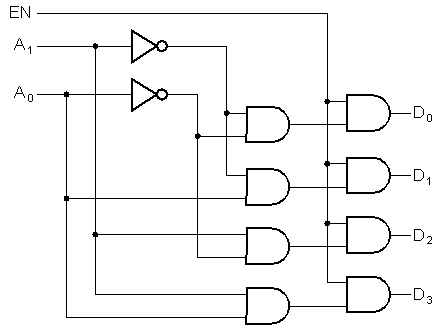 EN
A₁
A₀
D₀
D₁
D₂
D₃